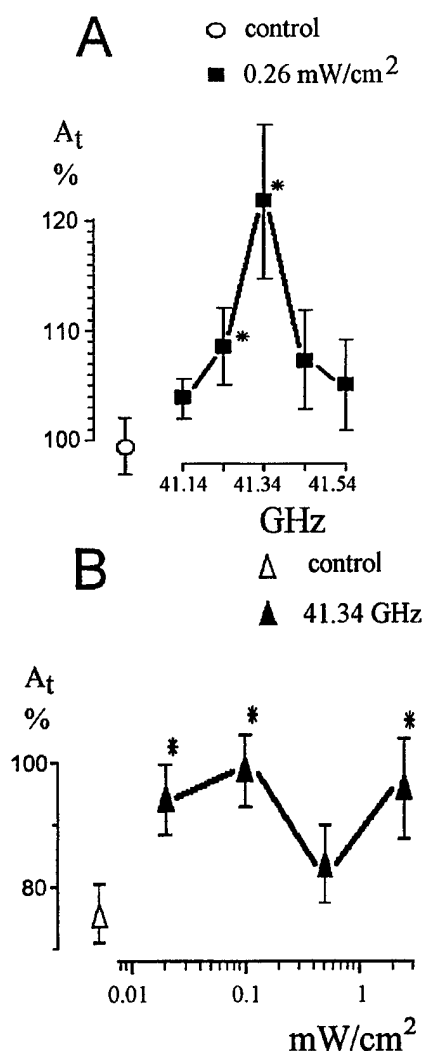 A
control
0.26 mW/cm²
At
%
120
*
*
110
100
41.14 41.34 41.54
GHz
B
control
41.34 GHz
At
%
** ** **
100
80
0.01 0.1 1
mW/cm²